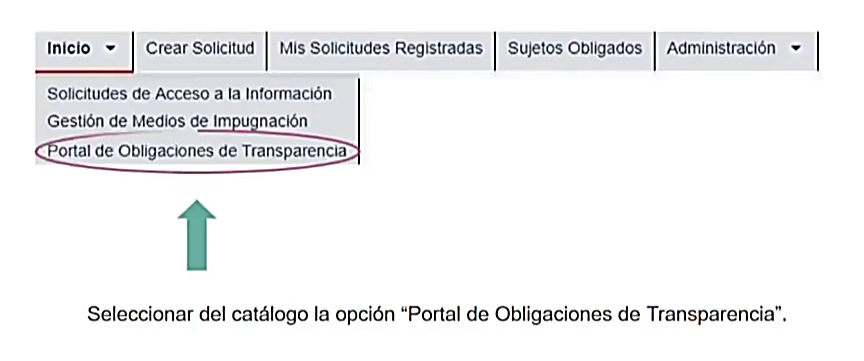 Inicio Crear Solicitud Mis Solicitudes Registradas Sujetos Obligados Administración
Solicitudes de Acceso a la Información
Gestión de Medios de Impugnación
Portal de Obligaciones de Transparencia
Seleccionar del catálogo la opción “Portal de Obligaciones de Transparencia”.